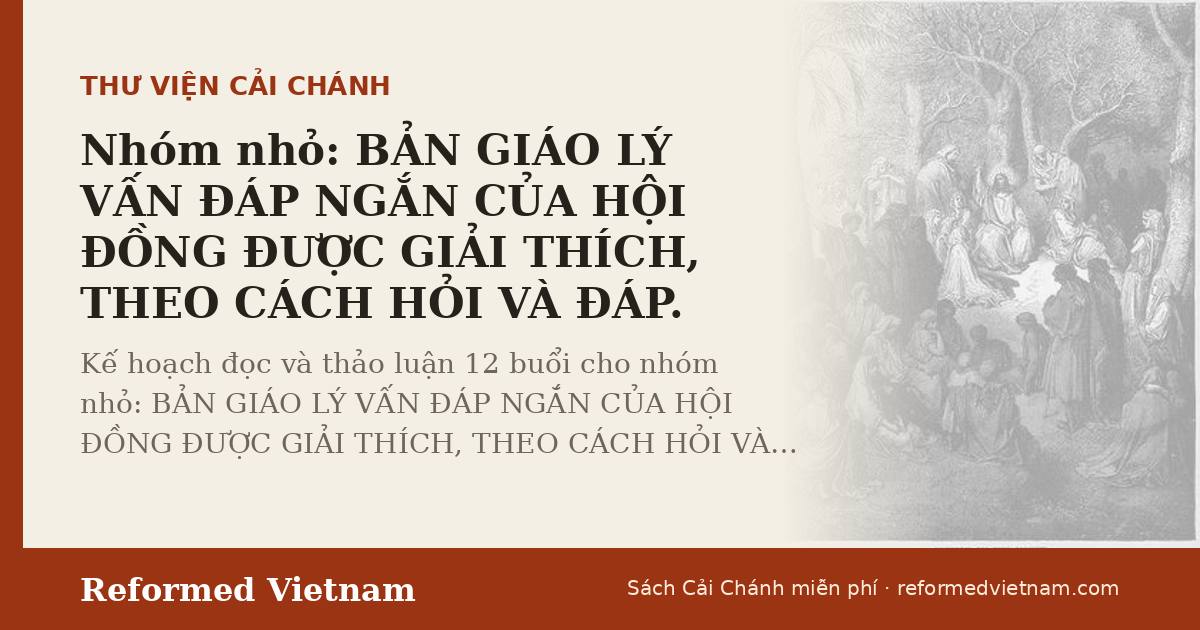 THƯ VIỆN CẢI CHÁNH
Nhóm nhỏ: BẢN GIÁO LÝ
VẤN ĐÁP NGẮN CỦA HỘI
ĐỒNG ĐƯỢC GIẢI THÍCH,
THEO CÁCH HỎI VÀ ĐÁP.
Kế hoạch đọc và thảo luận 12 buổi cho nhóm
nhỏ: BẢN GIÁO LÝ VẤN ĐÁP NGẮN CỦA HỘI
ĐỒNG ĐƯỢC GIẢI THÍCH, THEO CÁCH HỎI VÀ...
Reformed Vietnam
Sách Cải Chánh miễn phí · reformedvietnam.com